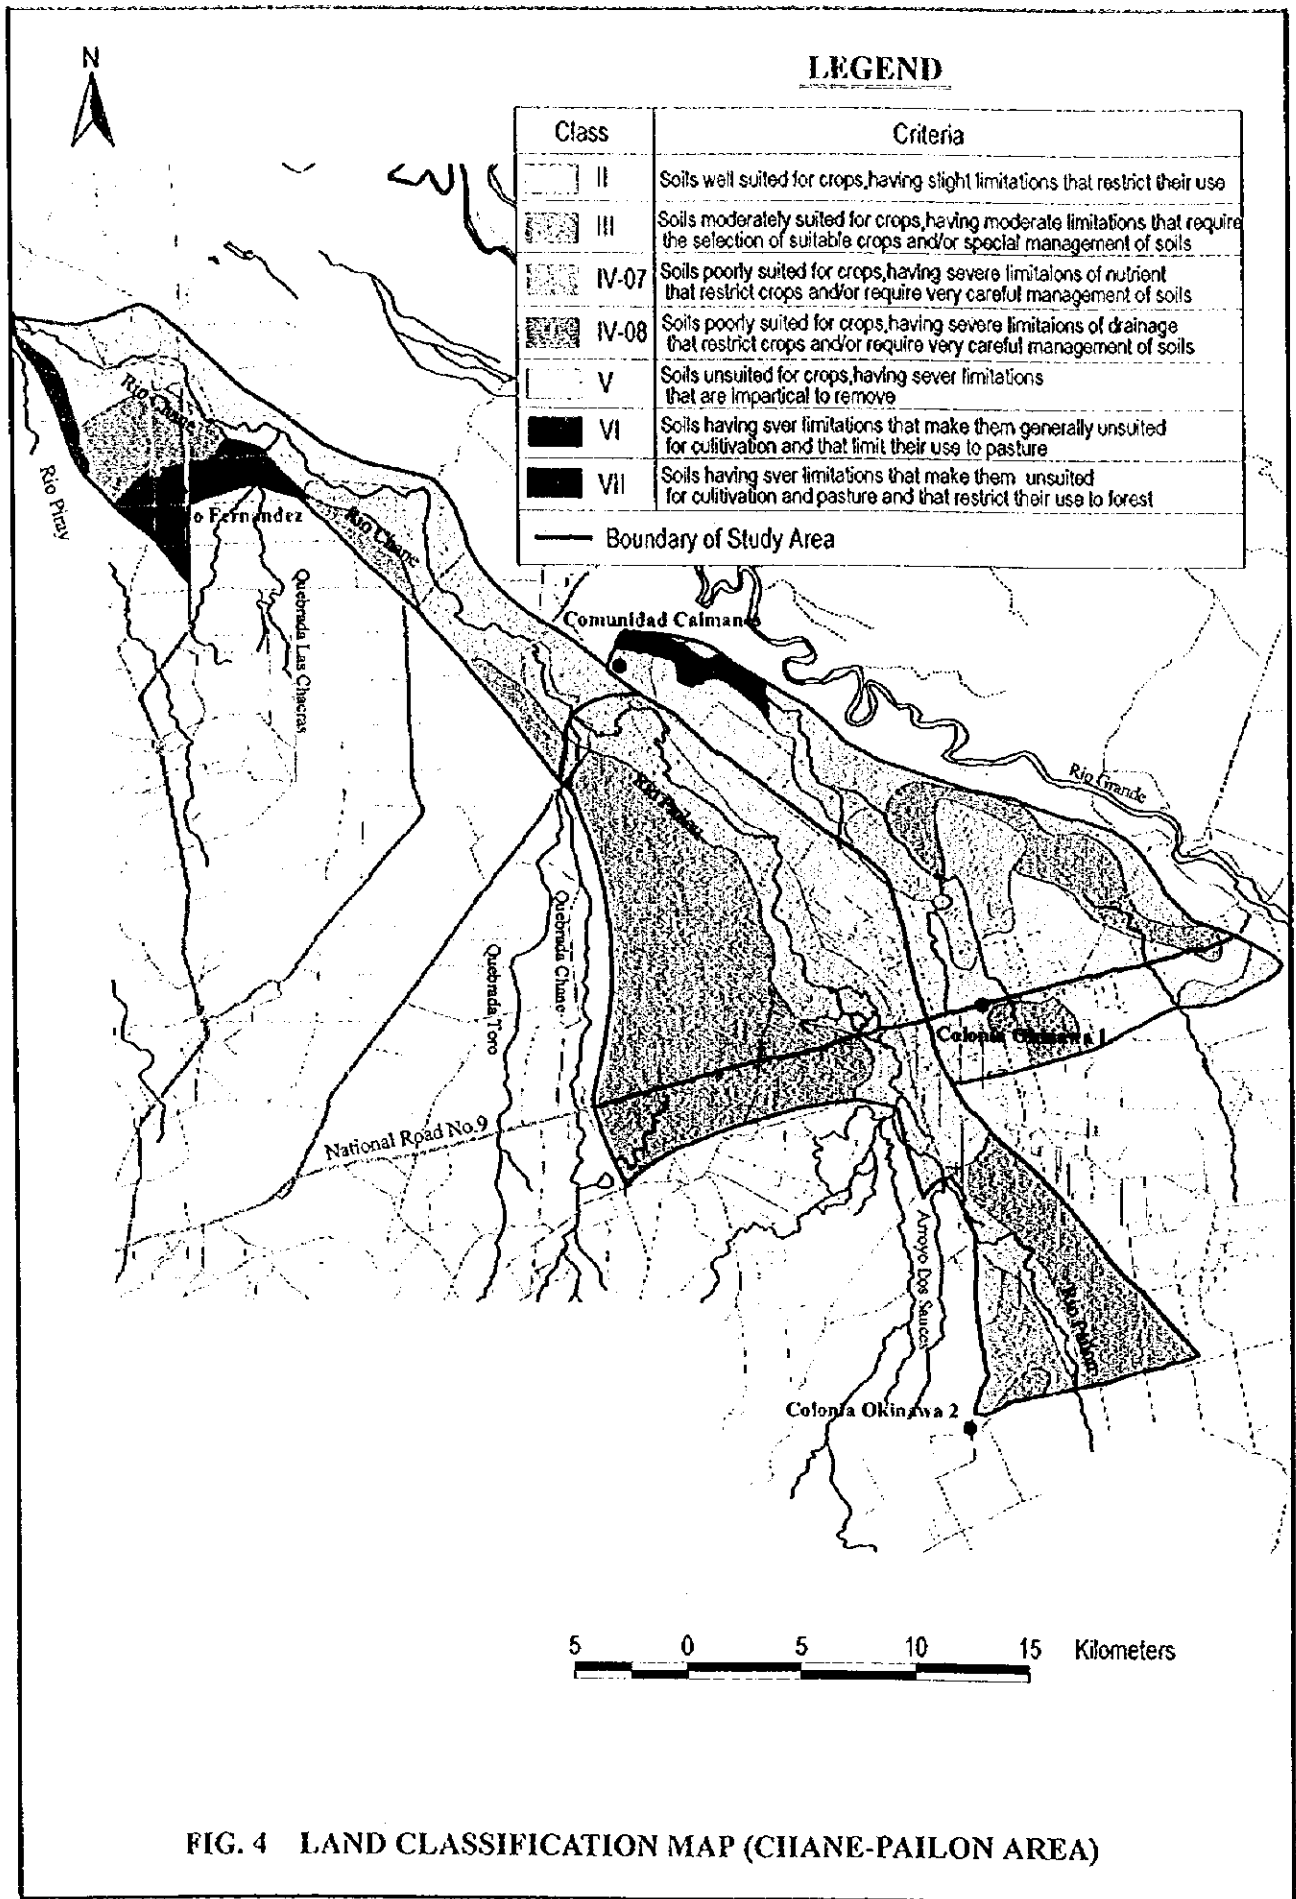 N
LEGEND
Class
Criteria
II
Soils well suited for crops,having slight limitations that restrict their use
III
Soils moderately suited for crops,having moderate limitations that require
the selection of suitable crops and/or special management of soils
IV-07
Soils poorly suited for crops,having severe limitaions of nutrient
that restrict crops and/or require very careful management of soils
IV-08
Soils poorly suited for crops,having severe limitaions of drainage
that restrict crops and/or require very careful management of soils
V
Soils unsuited for crops,having sever limitations
that are impartical to remove
VI
Soils having sver limitations that make them generally unsuited
for culitivation and that limit their use to pasture
VII
Soils having sver limitations that make them unsuited
for culitivation and pasture and that restrict their use to forest
Boundary of Study Area
Rio Chane
Rio Piray
o Fernandez
Rio Chane
Quebrada Las Chacras
Comunidad Caimanes
Rio Grande
Rio Pailon
Quebrada Chane
Quebrada Toro
Colonia Okinawa 1
National Road No.9
Arroyo Dos Sauces
Rio Pailon
Colonia Okinawa 2
5 0 5 10 15 Kilometers
FIG. 4 LAND CLASSIFICATION MAP (CHANE-PAILON AREA)